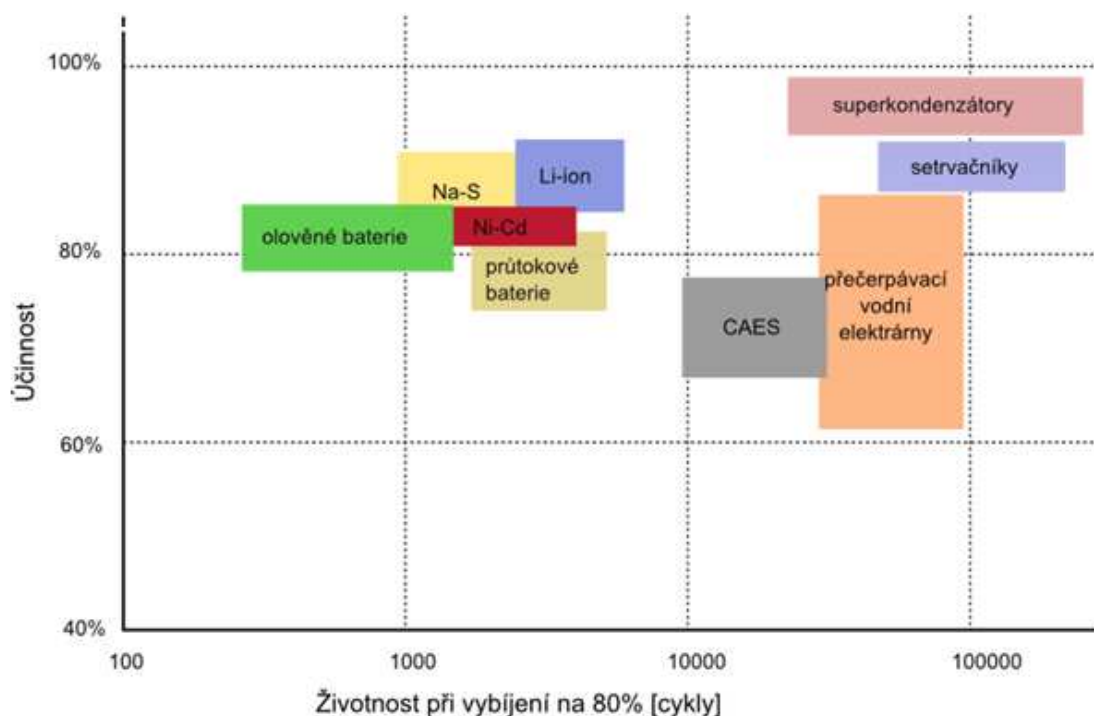 100%
superkondenzátory
setrvačníky
Li-ion
Na-S
Ni-Cd
olověné baterie
80%
průtokové
baterie
přečerpávací
vodní
elektrárny
CAES
Účinnost
60%
40%
100
1000
10000
100000
Životnost při vybíjení na 80% [cykly]